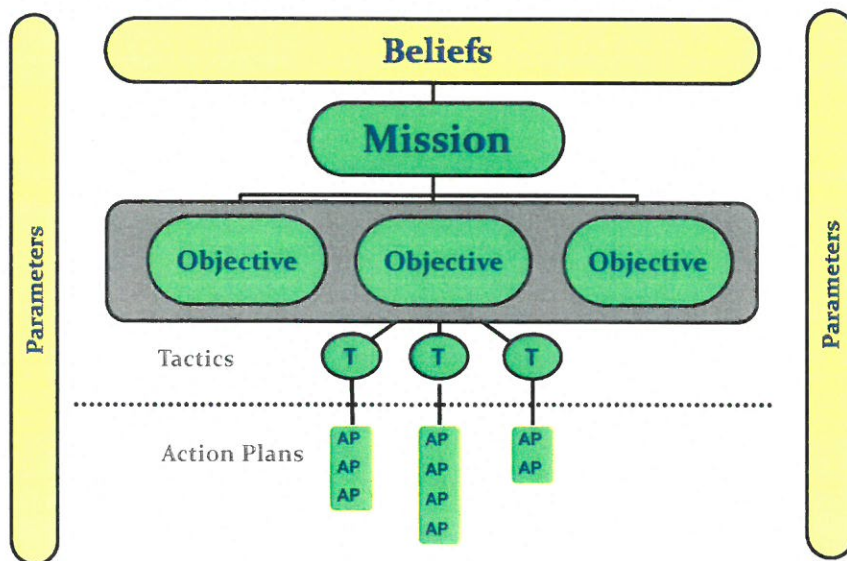 Beliefs
Mission
Parameters
Objective
Objective
Objective
Parameters
Tactics
T
T
T
Action Plans
AP
AP
AP
AP
AP
AP
AP
AP
AP